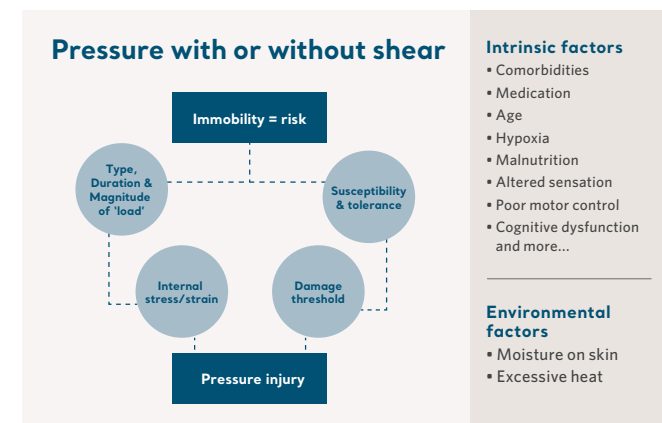 Pressure with or without shear
Immobility = risk
Type,
Duration &
Magnitude
of 'load'
Susceptibility
& tolerance
Internal
stress/strain
Damage
threshold
Pressure injury
Intrinsic factors
• Comorbidities
• Medication
• Age
• Hypoxia
• Malnutrition
• Altered sensation
• Poor motor control
• Cognitive dysfunction
and more...
Environmental
factors
• Moisture on skin
• Excessive heat